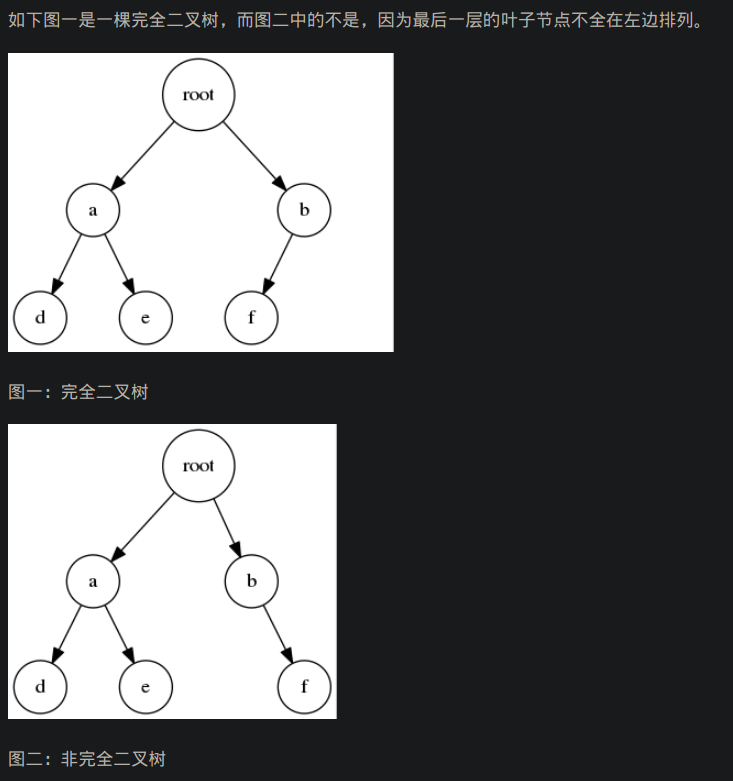 如下图一是一棵完全二叉树，而图二中的不是，因为最后一层的叶子节点不全在左边排列。
root
a
b
d
e
f
图一：完全二叉树
root
a
b
d
e
f
图二：非完全二叉树